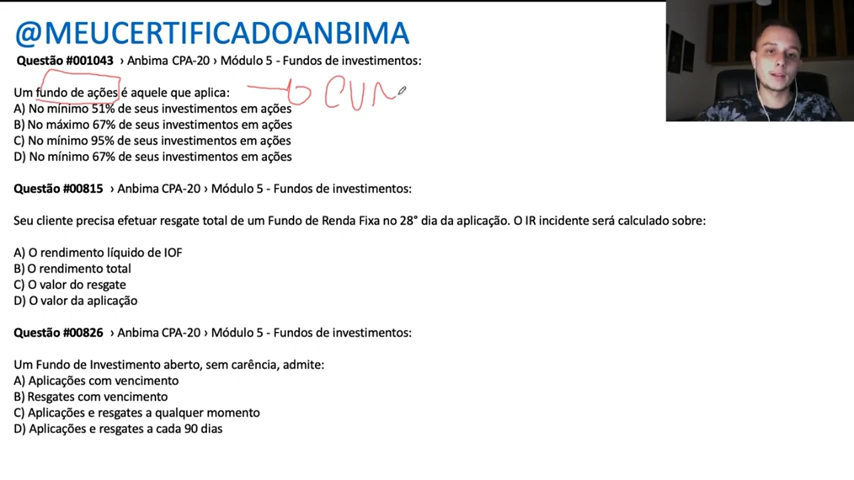 @MEUCERTIFICADOANBIMA
Questão #001043 › Anbima CPA-20 › Módulo 5 - Fundos de investimentos:
Um fundo de ações é aquele que aplica:
CVM
A) No mínimo 51% de seus investimentos em ações
B) No máximo 67% de seus investimentos em ações
C) No mínimo 95% de seus investimentos em ações
D) No mínimo 67% de seus investimentos em ações
Questão #00815 › Anbima CPA-20 › Módulo 5 - Fundos de investimentos:
Seu cliente precisa efetuar resgate total de um Fundo de Renda Fixa no 28° dia da aplicação. O IR incidente será calculado sobre:
A) O rendimento líquido de IOF
B) O rendimento total
C) O valor do resgate
D) O valor da aplicação
Questão #00826 › Anbima CPA-20 › Módulo 5 - Fundos de investimentos:
Um Fundo de Investimento aberto, sem carência, admite:
A) Aplicações com vencimento
B) Resgates com vencimento
C) Aplicações e resgates a qualquer momento
D) Aplicações e resgates a cada 90 dias